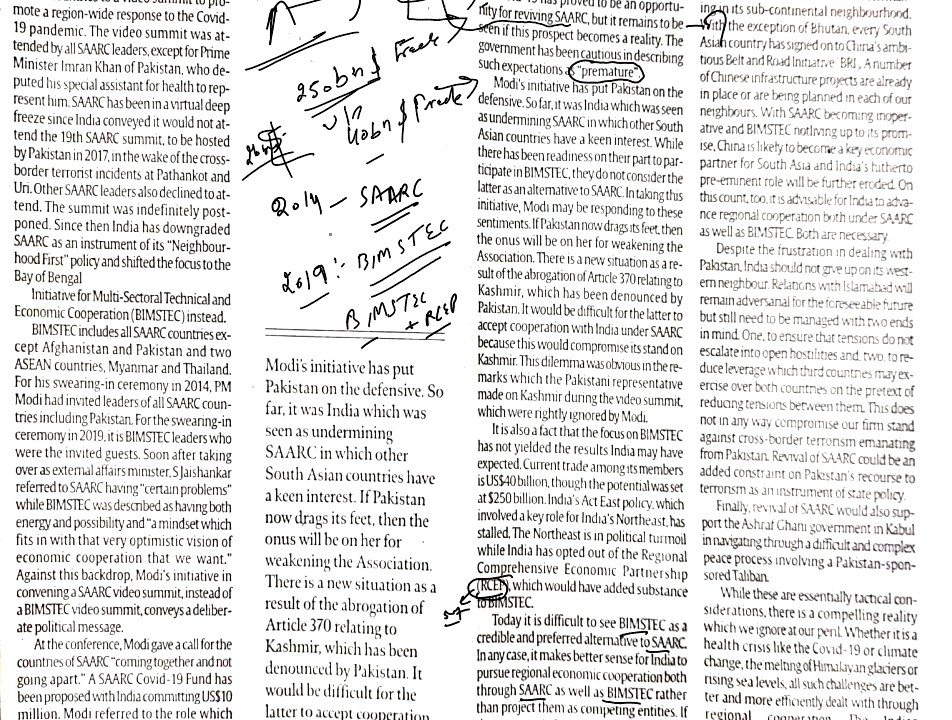 mote a region-wide response to the Covid-
19 pandemic. The video summit was at-
tended by all SAARC leaders, except for Prime
Minister Imran Khan of Pakistan, who de-
puted his special assistant for health to rep-
resent him. SAARC has been in a virtual deep
freeze since India conveyed it would not at-
tend the 19th SAARC summit, to be hosted
by Pakistan in 2017, in the wake of the cross-
border terrorist incidents at Pathankot and
Uri. Other SAARC leaders also declined to at-
tend. The summit was indefinitely post-
poned. Since then India has downgraded
SAARC as an instrument of its "Neighbour-
hood First" policy and shifted the focus to the
Bay of Bengal
Initiative for Multi-Sectoral Technical and
Economic Cooperation (BIMSTEC) instead.
BIMSTEC includes all SAARC countries ex-
cept Afghanistan and Pakistan and two
ASEAN countries, Myanmar and Thailand.
For his swearing-in ceremony in 2014, PM
Modi had invited leaders of all SAARC coun-
tries including Pakistan. For the swearing-in
ceremony in 2019, it is BIMSTEC leaders who
were the invited guests. Soon after taking
over as external affairs minister, S Jaishankar
referred to SAARC having "certain problems"
while BIMSTEC was described as having both
energy and possibility and "a mindset which
fits in with that very optimistic vision of
economic cooperation that we want."
Against this backdrop, Modi's initiative in
convening a SAARC video summit, instead of
a BIMSTEC video summit, conveys a deliber-
ate political message.
At the conference, Modi gave a call for the
countries of SAARC "coming together and not
going apart." A SAARC Covid-19 Fund has
been proposed with India committing US$10
million. Modi referred to the role which
250bn $ trade
40bn $ trade
2014 - SAARC
2019: BIMSTEC
BIMSTEC
+ RCEP
Modi's initiative has put
Pakistan on the defensive. So
far, it was India which was
seen as undermining
SAARC in which other
South Asian countries have
a keen interest. If Pakistan
now drags its feet, then the
onus will be on her for
weakening the Association.
There is a new situation as a
result of the abrogation of
Article 370 relating to
Kashmir, which has been
denounced by Pakistan. It
would be difficult for the
latter to accept cooperation
has proved to be an opportu-
nity for reviving SAARC, but it remains to be
seen if this prospect becomes a reality. The
government has been cautious in describing
such expectations as "premature".
Modi's initiative has put Pakistan on the
defensive. So far, it was India which was seen
as undermining SAARC in which other South
Asian countries have a keen interest. While
there has been readiness on their part to par-
ticipate in BIMSTEC, they do not consider the
latter as an alternative to SAARC. In taking this
initiative, Modi may be responding to these
sentiments. If Pakistan now drags its feet, then
the onus will be on her for weakening the
Association. There is a new situation as a re-
sult of the abrogation of Article 370 relating to
Kashmir, which has been denounced by
Pakistan. It would be difficult for the latter to
accept cooperation with India under SAARC
because this would compromise its stand on
Kashmir. This dilemma was obvious in the re-
marks which the Pakistani representative
made on Kashmir during the video summit,
which were rightly ignored by Modi.
It is also a fact that the focus on BIMSTEC
has not yielded the results India may have
expected. Current trade among its members
is US$40 billion, though the potential was set
at $250 billion. India's Act East policy, which
involved a key role for India's Northeast, has
stalled. The Northeast is in political turmoil
while India has opted out of the Regional
Comprehensive Economic Partnership
(RCEP), which would have added substance
to BIMSTEC.
Today it is difficult to see BIMSTEC as a
credible and preferred alternative to SAARC.
In any case, it makes better sense for India to
pursue regional economic cooperation both
through SAARC as well as BIMSTEC rather
than project them as competing entities. If
ing in its sub-continental neighbourhood.
With the exception of Bhutan, every South
Asian country has signed on to China's ambi-
tious Belt and Road Initiative BRI, A number
of Chinese infrastructure projects are already
in place or are being planned in each of our
neighbours. With SAARC becoming inoper-
ative and BIMSTEC not living up to its prom-
ise, China is likely to become a key economic
partner for South Asia and India's hitherto
pre-eminent role will be further eroded. On
this count, too, it is advisable for India to adva-
nce regional cooperation both under SAARC
as well as BIMSTEC. Both are necessary.
Despite the frustration in dealing with
Pakistan, India should not give up on its west-
ern neighbour. Relations with Islamabad will
remain adversarial for the foreseeable future
but still need to be managed with two ends
in mind. One, to ensure that tensions do not
escalate into open hostilities and, two, to re-
duce leverage which third countries may ex-
ercise over both countries on the pretext of
reducing tensions between them. This does
not in any way compromise our firm stand
against cross-border terrorism emanating
from Pakistan. Revival of SAARC could be an
added constraint on Pakistan's recourse to
terrorism as an instrument of state policy.
Finally, revival of SAARC would also sup-
port the Ashraf Ghani government in Kabul
in navigating through a difficult and complex
peace process involving a Pakistan-spon-
sored Taliban.
While these are essentially tactical con-
siderations, there is a compelling reality
which we ignore at our peril. Whether it is a
health crisis like the Covid-19 or climate
change, the melting of Himalayan glaciers or
rising sea levels, all such challenges are bet-
ter and more efficiently dealt with through
regional cooperation. The Indian